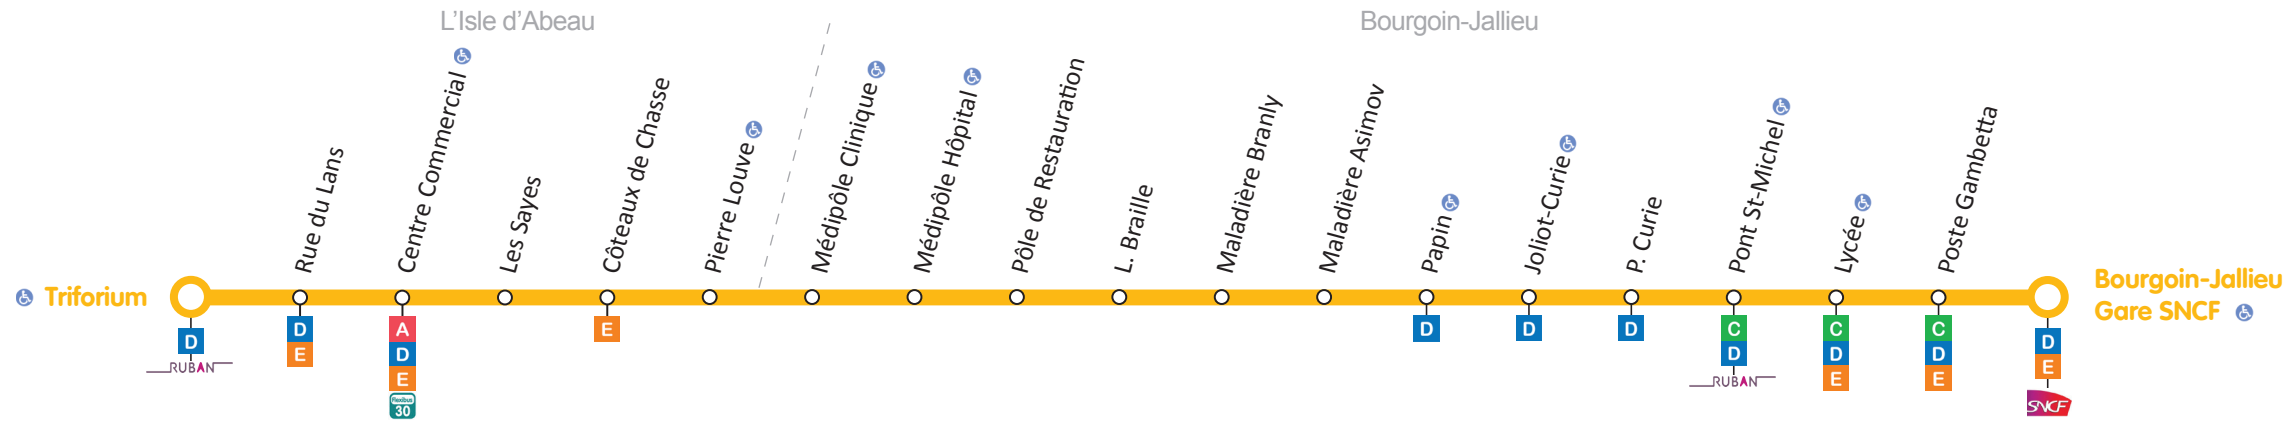 L'Isle d'Abeau
Bourgoin-Jallieu
Triforium
Rue du Lans
Centre Commercial
Les Sayes
Côteaux de Chasse
Pierre Louve
Médipôle Clinique
Médipôle Hôpital
Pôle de Restauration
L. Braille
Maladière Branly
Maladière Asimov
Papin
Joliot-Curie
P. Curie
Pont St-Michel
Lycée
Poste Gambetta
Bourgoin-Jallieu
Gare SNCF
D
RUBAN
D
E
A
D
E
Flexibus
30
E
D
D
D
C
D
RUBAN
C
D
E
C
D
E
D
E
SNCF